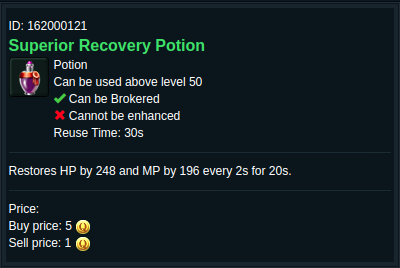 ID: 162000121
Superior Recovery Potion
Potion
Can be used above level 50
Can be Brokered
Cannot be enhanced
Reuse Time: 30s
Restores HP by 248 and MP by 196 every 2s for 20s.
Price:
Buy price: 5
Sell price: 1